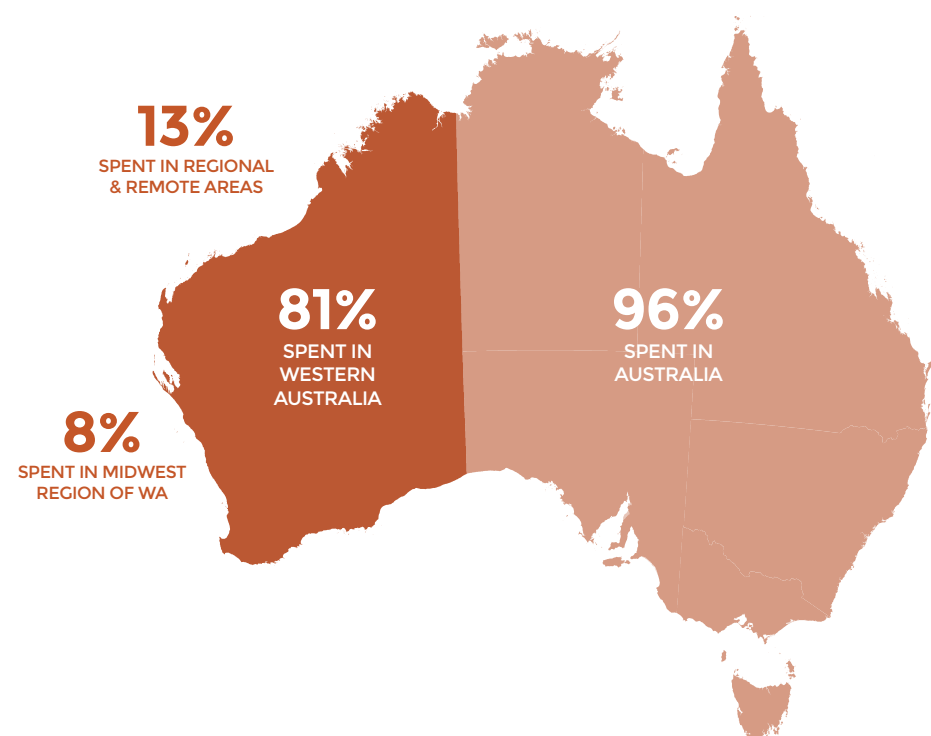 13%
SPENT IN REGIONAL
& REMOTE AREAS
81%
SPENT IN
WESTERN
AUSTRALIA
96%
SPENT IN
AUSTRALIA
8%
SPENT IN MIDWEST
REGION OF WA